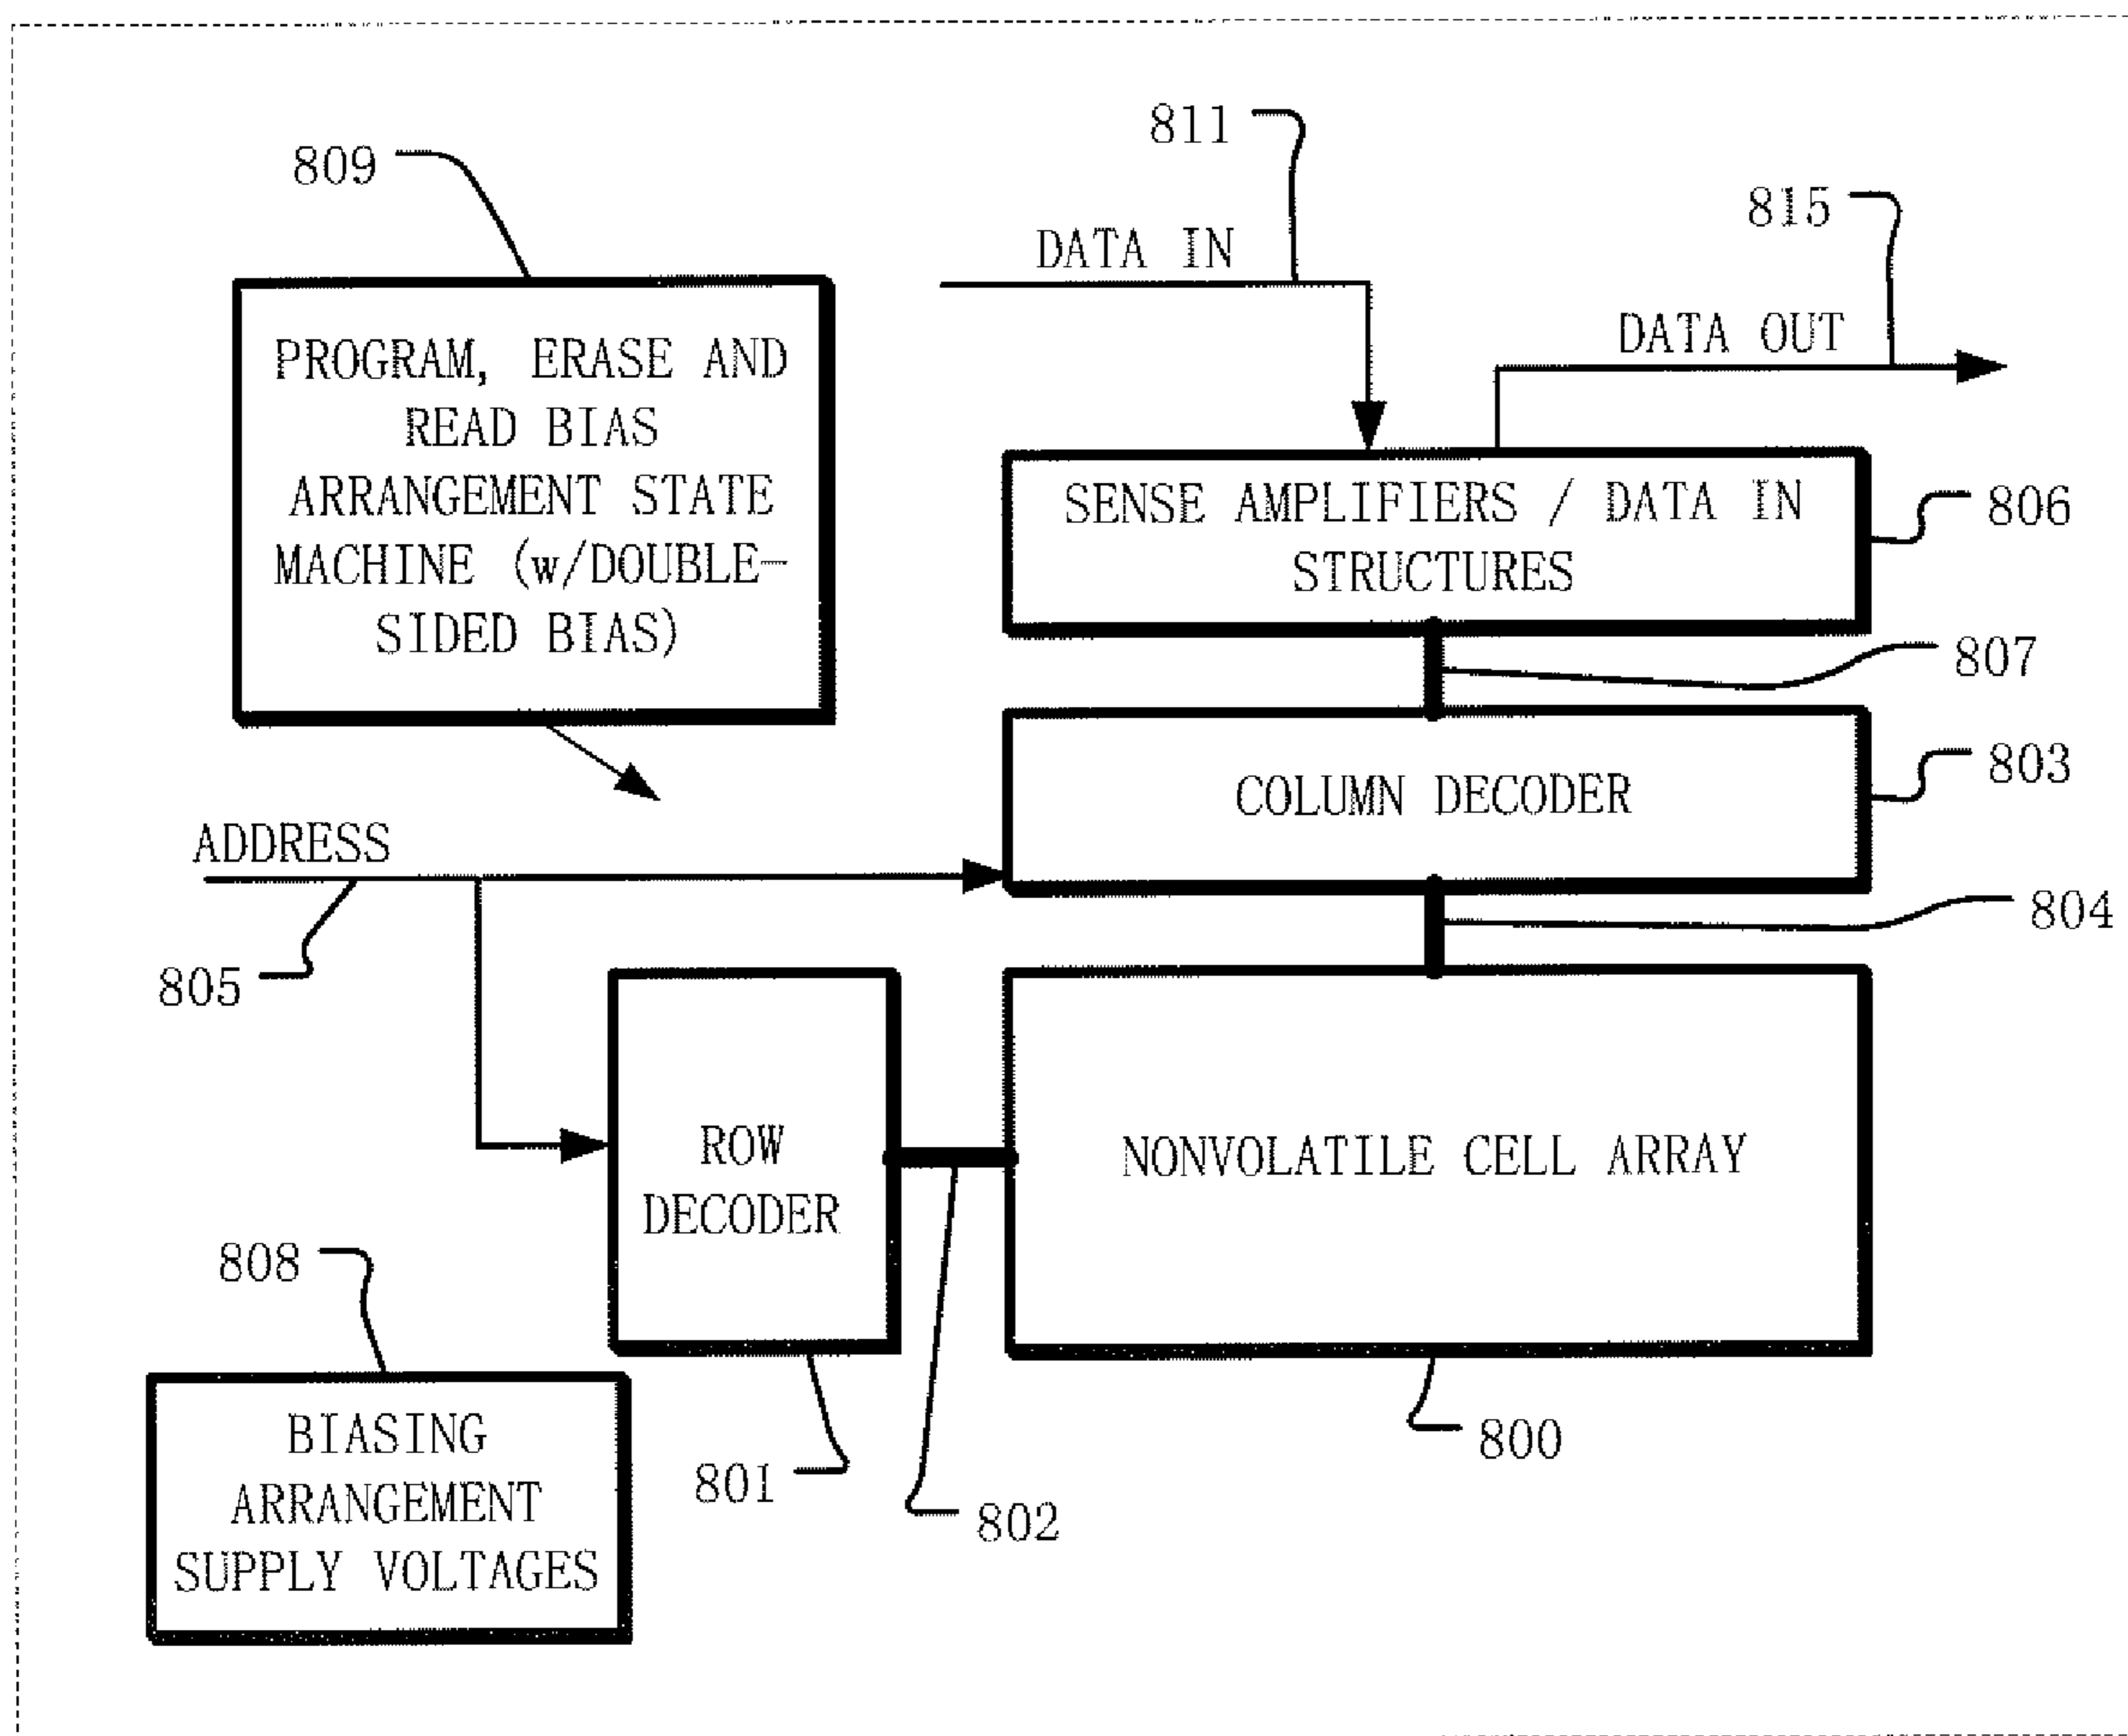 811
809
815
DATA IN
DATA OUT
PROGRAM, ERASE AND
READ BIAS
ARRANGEMENT STATE
MACHINE (w/DOUBLE-
SIDED BIAS)
SENSE AMPLIFIERS / DATA IN
STRUCTURES
806
807
COLUMN DECODER
803
ADDRESS
804
805
ROW
DECODER
NONVOLATILE CELL ARRAY
808
BIASING
ARRANGEMENT
SUPPLY VOLTAGES
801
802
800